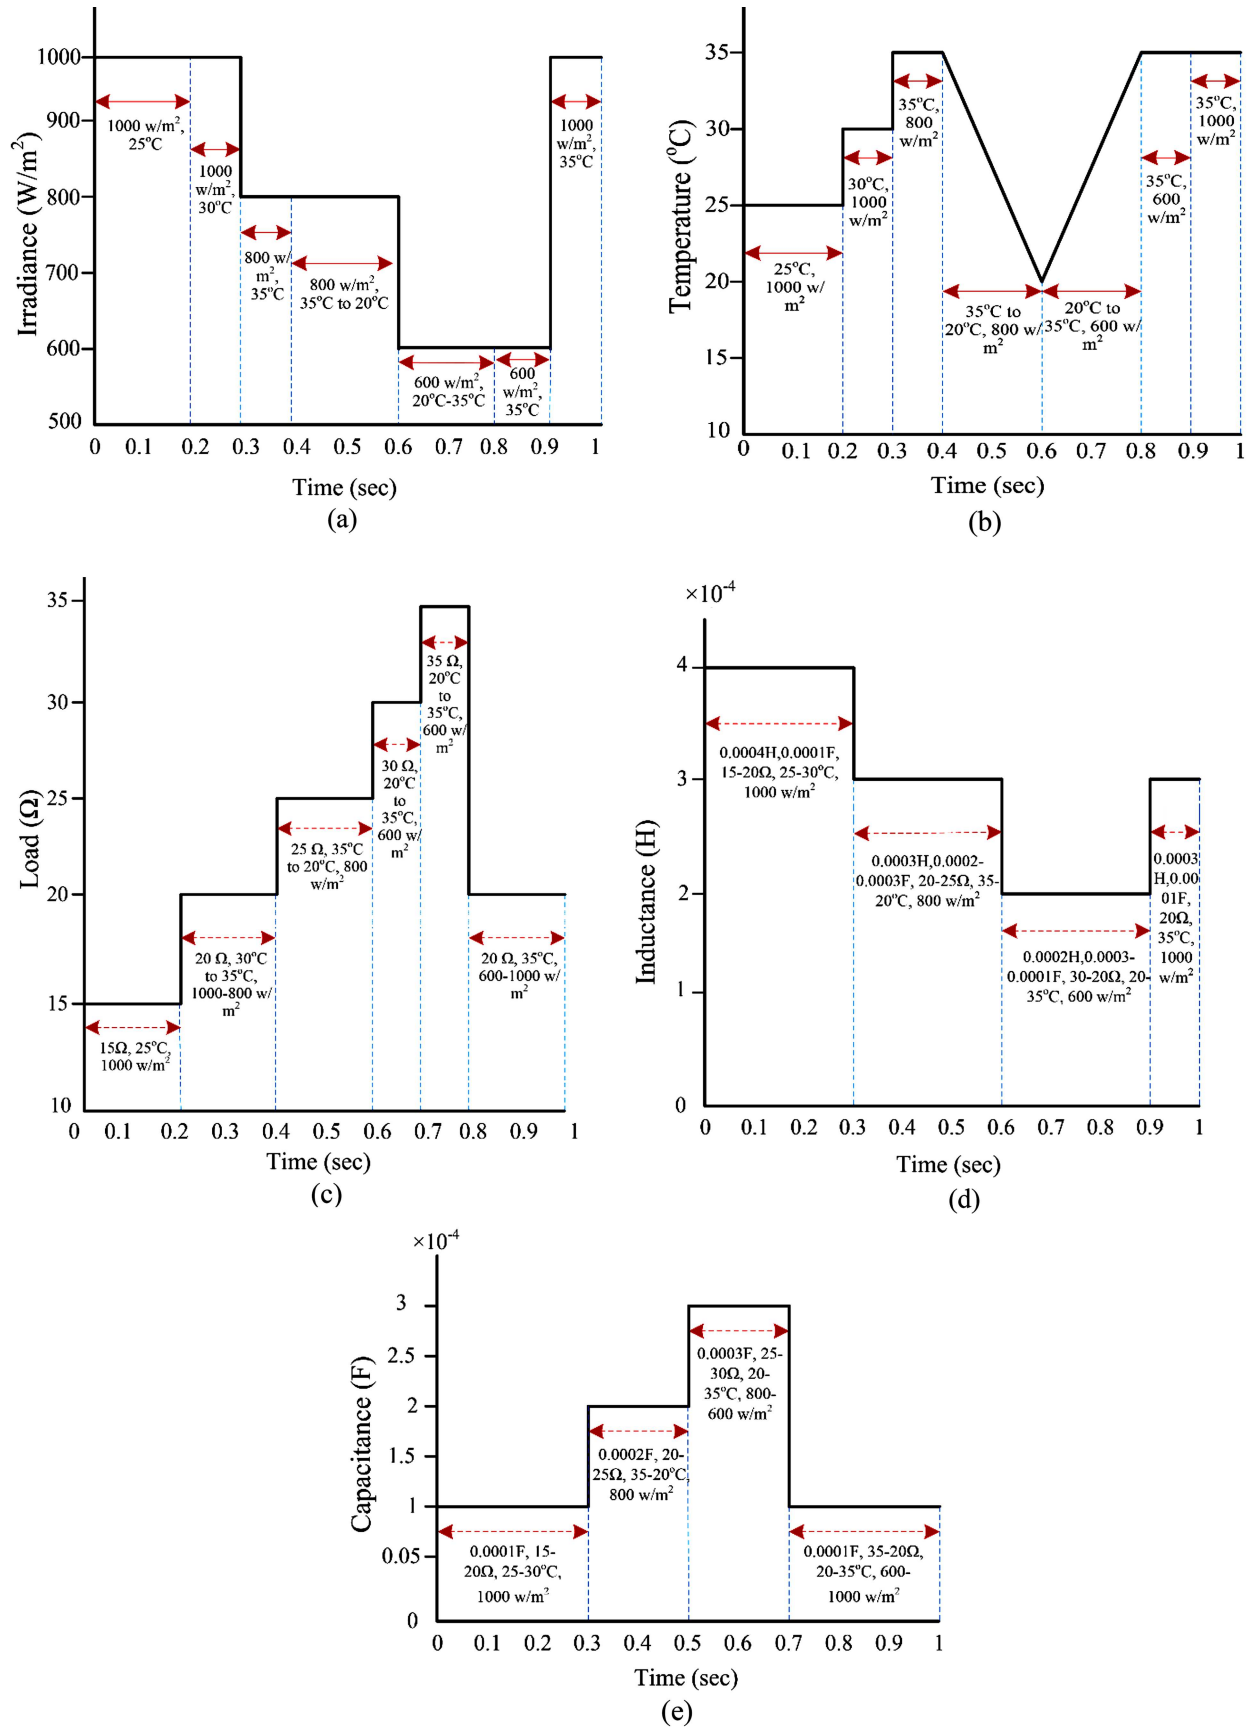 1000
900
800
700
600
500
Irradiance (W/m²)
1000 w/m²,
25°C
1000
w/m²,
30°C
800 w/
m²,
35°C
800 w/m²,
35°C to 20°C
600 w/m²,
20°C-35°C
600
w/m²,
35°C
1000
w/m²,
35°C
0 0.1 0.2 0.3 0.4 0.5 0.6 0.7 0.8 0.9 1
Time (sec)
(a)
35
30
25
20
15
10
Temperature (°C)
25°C,
1000 w/
m²
30°C,
1000
w/m²
35°C,
800
w/m²
35°C to
20°C, 800 w/
m²
20°C to
35°C, 600 w/
m²
35°C,
600
w/m²
35°C,
1000
w/m²
0 0.1 0.2 0.3 0.4 0.5 0.6 0.7 0.8 0.9 1
Time (sec)
(b)
35
30
25
20
15
10
Load (Ω)
15Ω, 25°C,
1000 w/m²
20 Ω, 30°C
to 35°C,
1000-800 w/
m²
25 Ω, 35°C
to 20°C, 800
w/m²
30 Ω,
20°C
to
35°C,
600 w/
m²
35 Ω,
20°C
to
35°C,
600 w/
m²
20 Ω, 35°C,
600-1000 w/
m²
0 0.1 0.2 0.3 0.4 0.5 0.6 0.7 0.8 0.9 1
Time (sec)
(c)
×10⁻⁴
4
3
2
1
0
Inductance (H)
0.0004H,0.0001F,
15-20Ω, 25-30°C,
1000 w/m²
0.0003H,0.0002-
0.0003F, 20-25Ω, 35-
20°C, 800 w/m²
0.0002H,0.0003-
0.0001F, 30-20Ω, 20-
35°C, 600 w/m²
0.0003
H,0.00
01F,
20Ω,
35°C,
1000
w/m²
0 0.1 0.2 0.3 0.4 0.5 0.6 0.7 0.8 0.9 1
Time (sec)
(d)
×10⁻⁴
3
2.5
2
1.5
1
0.05
0
Capacitance (F)
0.0001F, 15-
20Ω, 25-30°C,
1000 w/m²
0.0002F, 20-
25Ω, 35-20°C,
800 w/m²
0.0003F, 25-
30Ω, 20-
35°C, 800-
600 w/m²
0.0001F, 35-20Ω,
20-35°C, 600-
1000 w/m²
0 0.1 0.2 0.3 0.4 0.5 0.6 0.7 0.8 0.9 1
Time (sec)
(e)